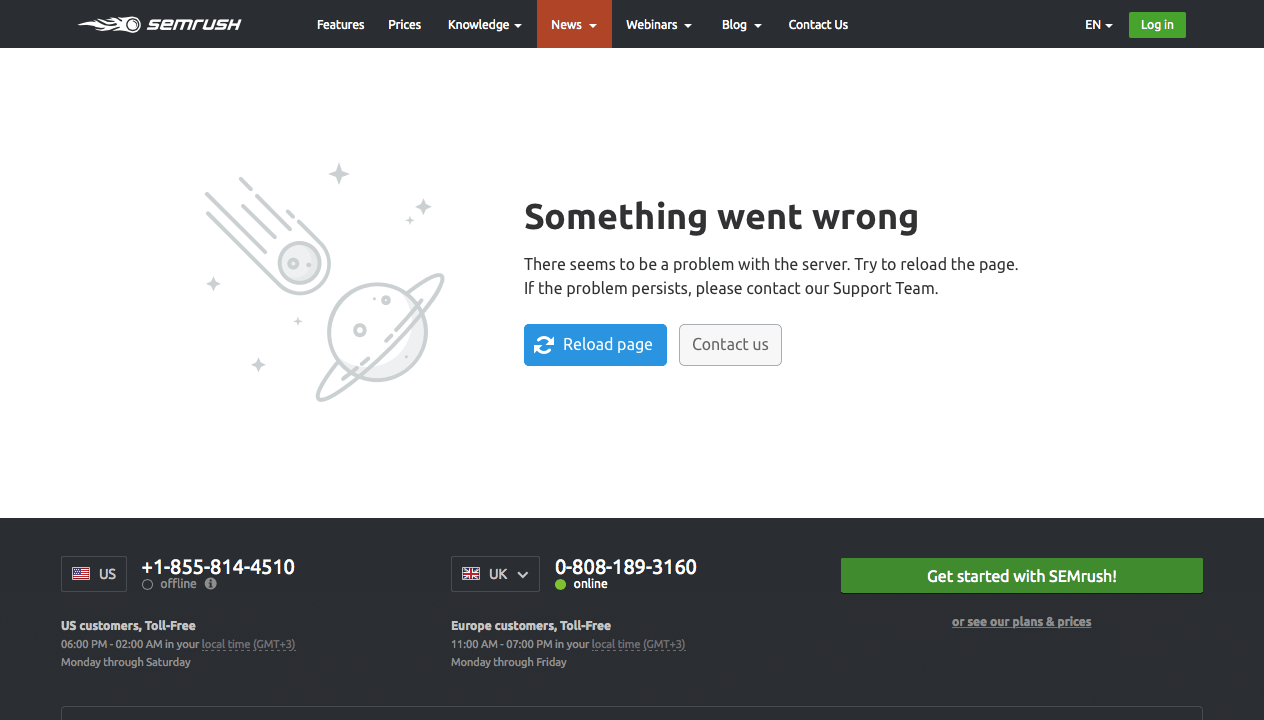 semrush
Features
Prices
Knowledge
News
Webinars
Blog
Contact Us
EN
Log in
Something went wrong
There seems to be a problem with the server. Try to reload the page.
If the problem persists, please contact our Support Team.
Reload page
Contact us
US
+1-855-814-4510
offline
US customers, Toll-Free
06:00 PM - 02:00 AM in your local time (GMT+3)
Monday through Saturday
UK
0-808-189-3160
online
Europe customers, Toll-Free
11:00 AM - 07:00 PM in your local time (GMT+3)
Monday through Friday
Get started with SEMrush!
or see our plans & prices